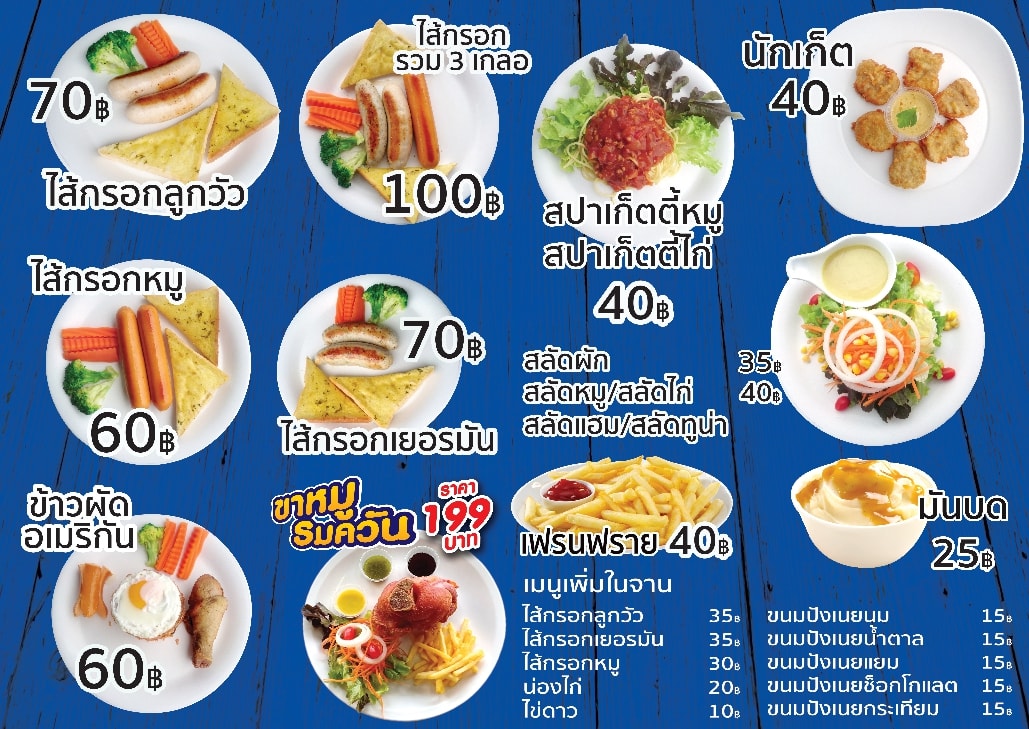 70฿
ไส้กรอกลูกวัว
ไส้กรอก
รวม 3 เกลอ
100฿
สปาเก็ตตี้หมู
สปาเก็ตตี้ไก่
40฿
นักเก็ต
40฿
ไส้กรอกหมู
60฿
70฿
ไส้กรอกเยอรมัน
สลัดผัก 35฿
สลัดหมู/สลัดไก่ 40฿
สลัดแฮม/สลัดทูน่า
ข้าวผัด
อเมริกัน
60฿
ขาหมู
รมควัน
ราคา
199
บาท
เฟรนฟราย 40฿
มันบด
25฿
เมนูเพิ่มในจาน
ไส้กรอกลูกวัว 35฿
ไส้กรอกเยอรมัน 35฿
ไส้กรอกหมู 30฿
น่องไก่ 20฿
ไข่ดาว 10฿
ขนมปังเนยนม 15฿
ขนมปังเนยน้ำตาล 15฿
ขนมปังเนยแยม 15฿
ขนมปังเนยช็อกโกแลต 15฿
ขนมปังเนยกระเทียม 15฿